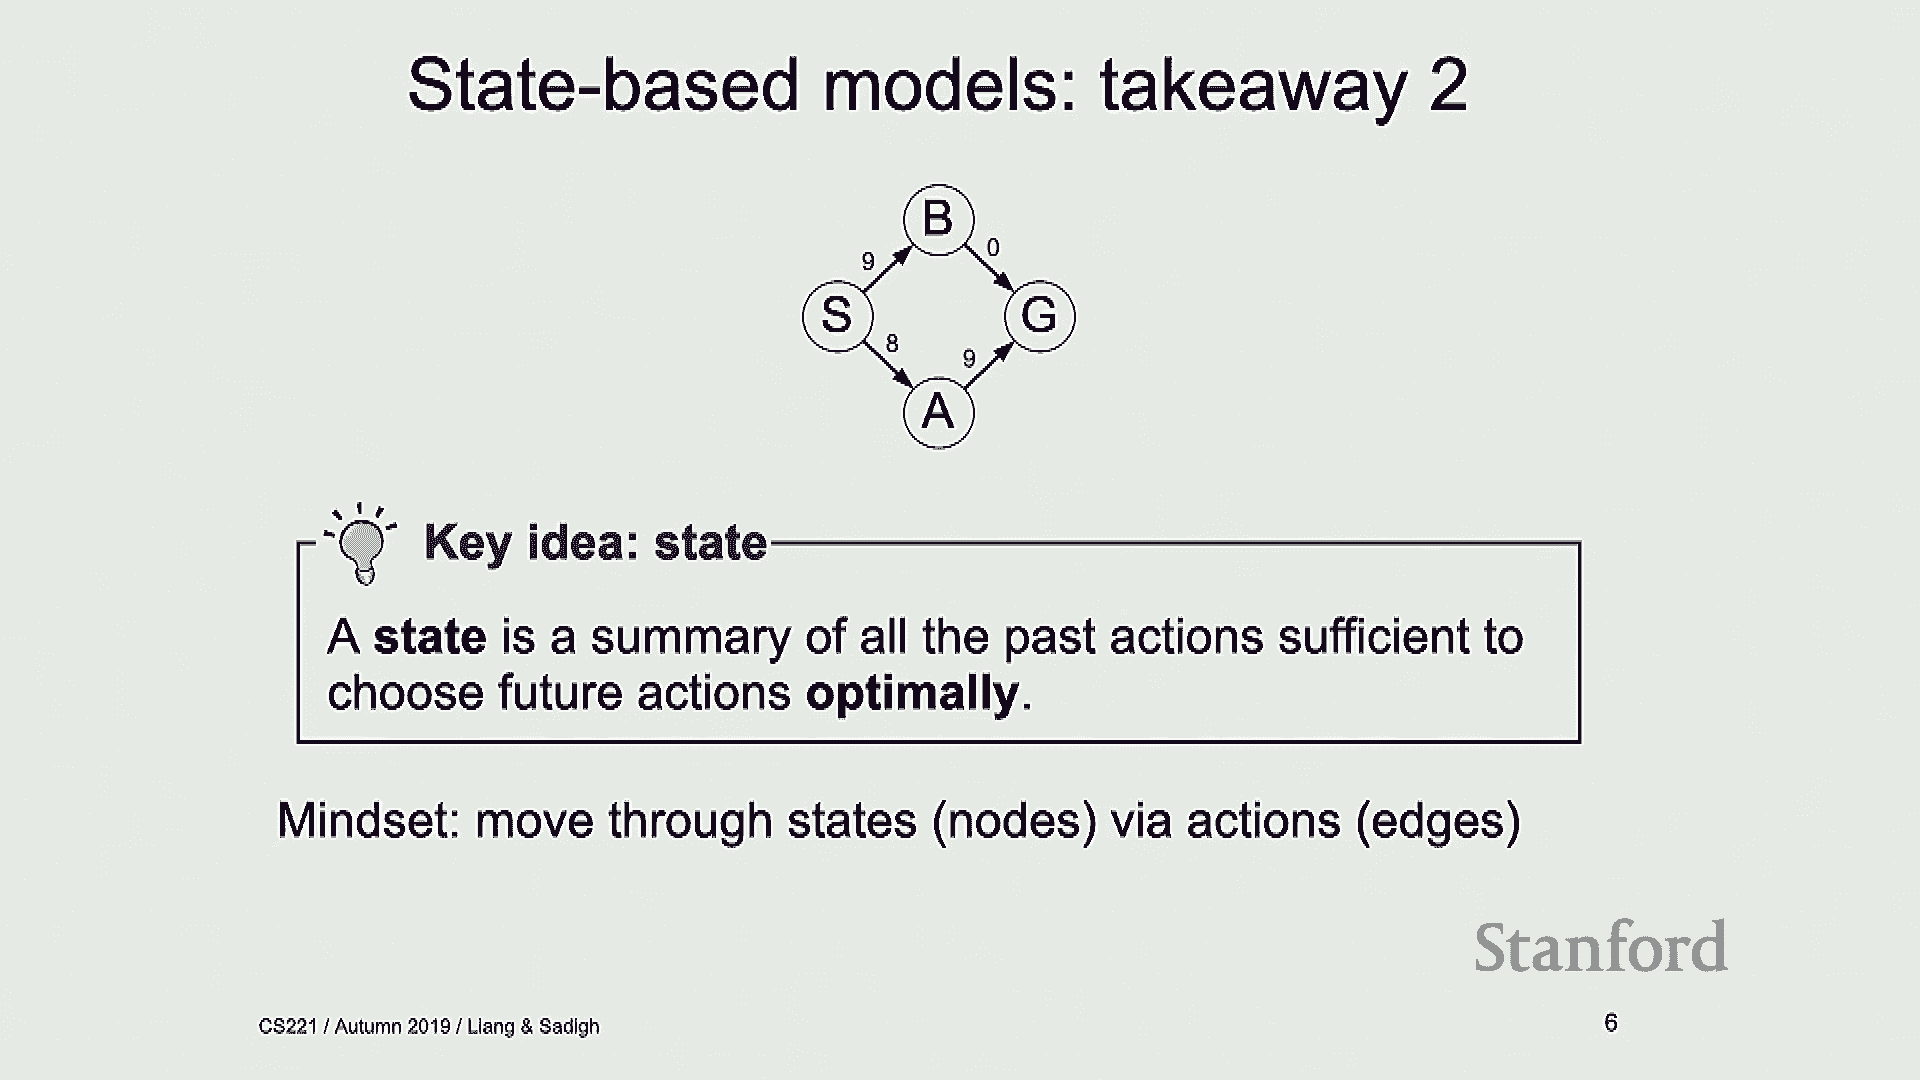 State-based models: takeaway 2
B
9
0
S
G
8
9
A
Key idea: state
A state is a summary of all the past actions sufficient to
choose future actions optimally.
Mindset: move through states (nodes) via actions (edges)
Stanford
CS221 / Autumn 2019 / Liang & Sadigh
6